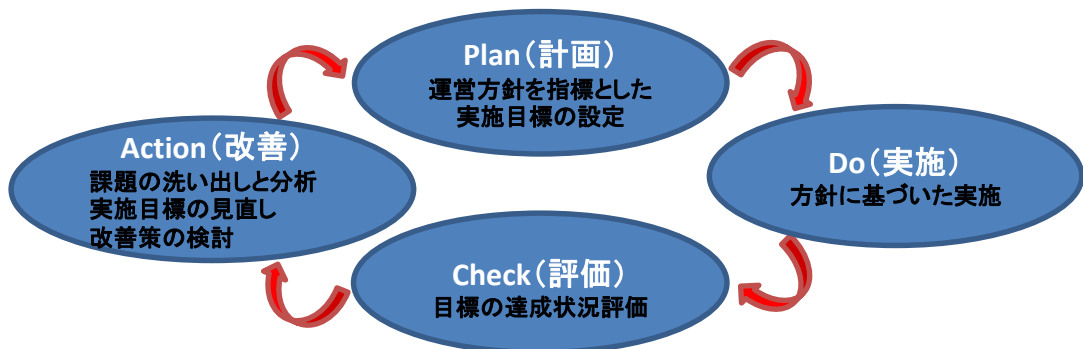 Plan(計画)
運営方針を指標とした
実施目標の設定
Action(改善)
課題の洗い出しと分析
実施目標の見直し
改善策の検討
Do(実施)
方針に基づいた実施
Check(評価)
目標の達成状況評価